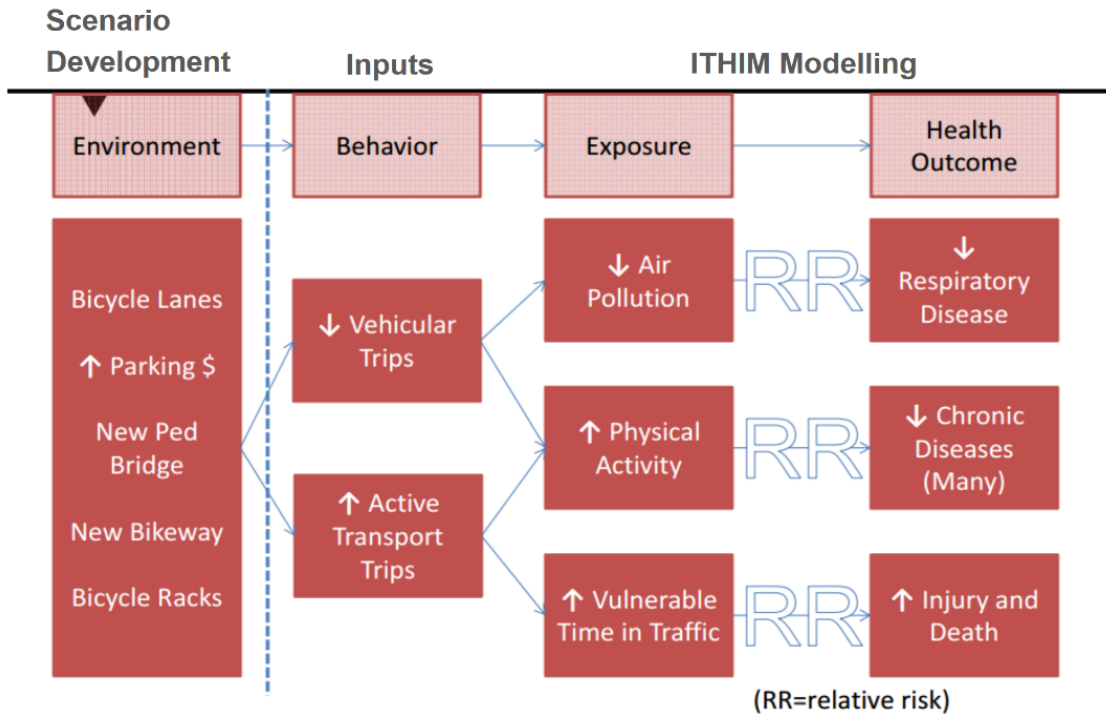 Scenario
Development
Inputs
ITHIM Modelling
Environment
Behavior
Exposure
Health
Outcome
Bicycle Lanes
↑ Parking $
New Ped
Bridge
New Bikeway
Bicycle Racks
↓ Vehicular
Trips
↑ Active
Transport
Trips
↓ Air
Pollution
↑ Physical
Activity
↑ Vulnerable
Time in Traffic
RR
RR
RR
↓
Respiratory
Disease
↓ Chronic
Diseases
(Many)
↑ Injury and
Death
(RR=relative risk)